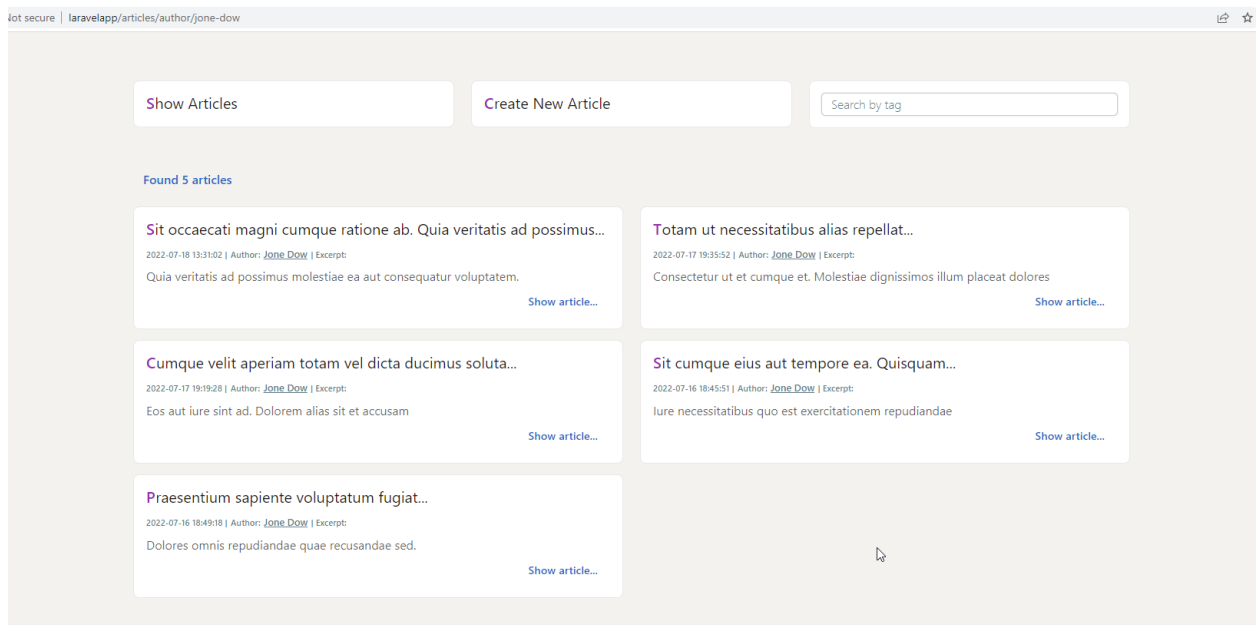 Not secure | laravelapp/articles/author/jone-dow
Show Articles
Create New Article
Search by tag
Found 5 articles
Sit occaecati magni cumque ratione ab. Quia veritatis ad possimus...
2022-07-18 13:31:02 | Author: Jone Dow | Excerpt:
Quia veritatis ad possimus molestiae ea aut consequatur voluptatem.
Show article...
Totam ut necessitatibus alias repellat...
2022-07-17 19:35:52 | Author: Jone Dow | Excerpt:
Consectetur ut et cumque et. Molestiae dignissimos illum placeat dolores
Show article...
Cumque velit aperiam totam vel dicta ducimus soluta...
2022-07-17 19:19:28 | Author: Jone Dow | Excerpt:
Eos aut iure sint ad. Dolorem alias sit et accusam
Show article...
Sit cumque eius aut tempore ea. Quisquam...
2022-07-16 18:45:51 | Author: Jone Dow | Excerpt:
Iure necessitatibus quo est exercitationem repudiandae
Show article...
Praesentium sapiente voluptatum fugiat...
2022-07-16 18:49:18 | Author: Jone Dow | Excerpt:
Dolores omnis repudiandae quae recusandae sed.
Show article...